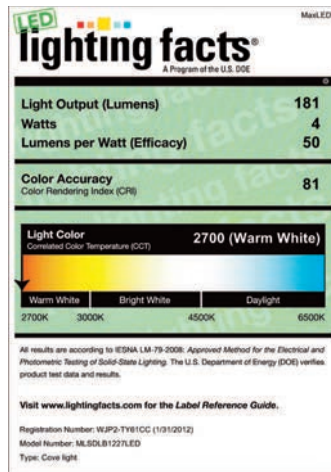 MaxLED
LED
lighting facts®
A Program of the U.S. DOE
Light Output (Lumens) 181
Watts 4
Lumens per Watt (Efficacy) 50
Color Accuracy 81
Color Rendering Index (CRI)
Light Color 2700 (Warm White)
Correlated Color Temperature (CCT)
Warm White Bright White Daylight
2700K 3000K 4500K 6500K
All results are according to IESNA LM-79-2008: Approved Method for the Electrical and
Photometric Testing of Solid-State Lighting. The U.S. Department of Energy (DOE) verifies
product test data and results.
Visit www.lightingfacts.com for the Label Reference Guide.
Registration Number: WJP2-TY61CC (1/31/2012)
Model Number: MLSDLB1227LED
Type: Cove light